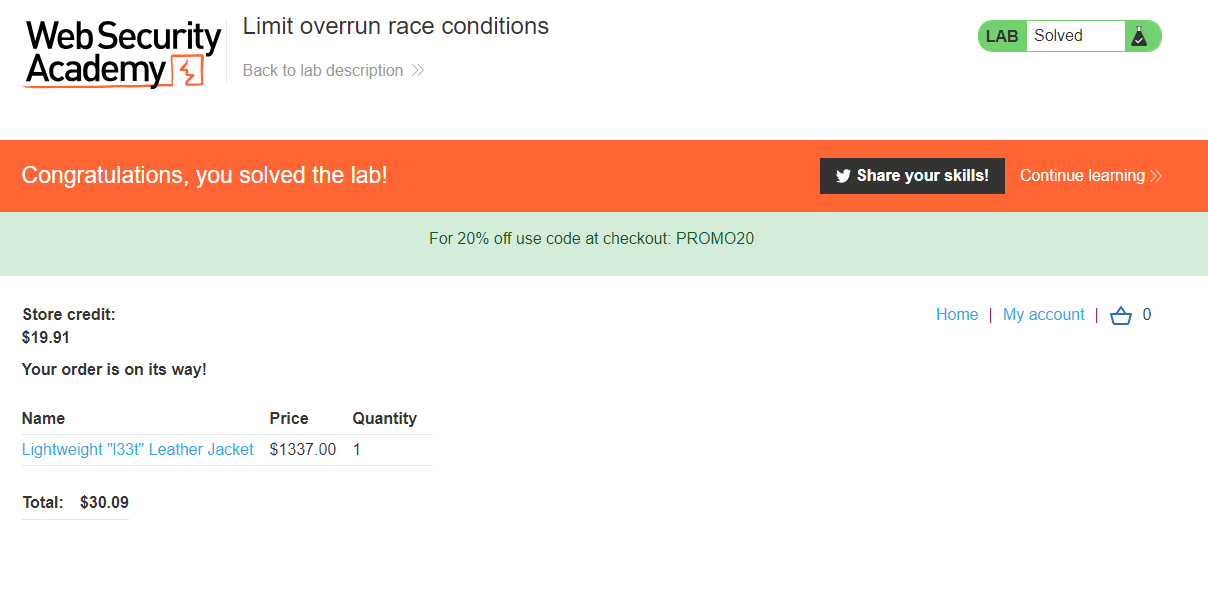 Web Security
Academy
Limit overrun race conditions
Back to lab description
LAB Solved
Congratulations, you solved the lab!
Share your skills!
Continue learning
For 20% off use code at checkout: PROMO20
Store credit:
$19.91
Home | My account | 0
Your order is on its way!
Name Price Quantity
Lightweight "l33t" Leather Jacket $1337.00 1
Total: $30.09